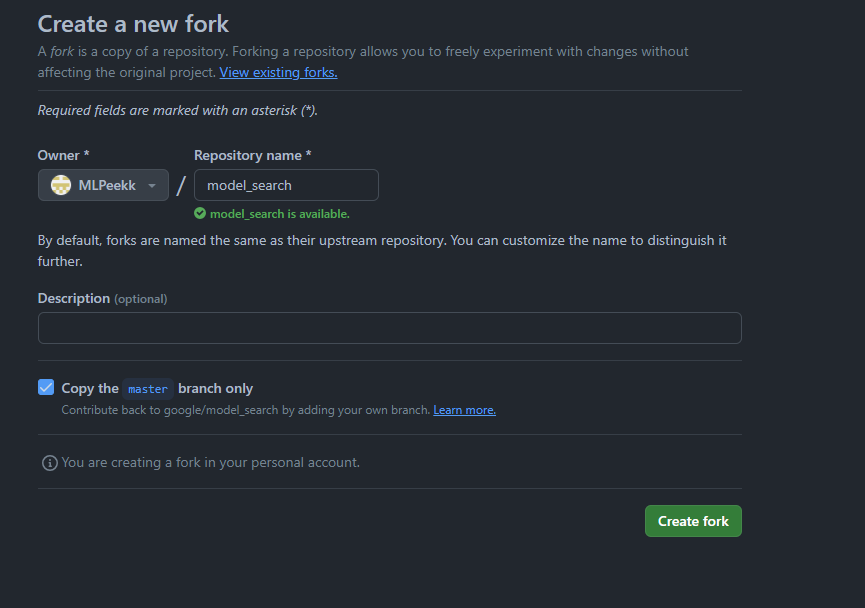 Create a new fork
A fork is a copy of a repository. Forking a repository allows you to freely experiment with changes without
affecting the original project. View existing forks.
Required fields are marked with an asterisk (*).
Owner *
Repository name *
MLPeekk
/
model_search
model_search is available.
By default, forks are named the same as their upstream repository. You can customize the name to distinguish it
further.
Description (optional)
Copy the master branch only
Contribute back to google/model_search by adding your own branch. Learn more.
You are creating a fork in your personal account.
Create fork